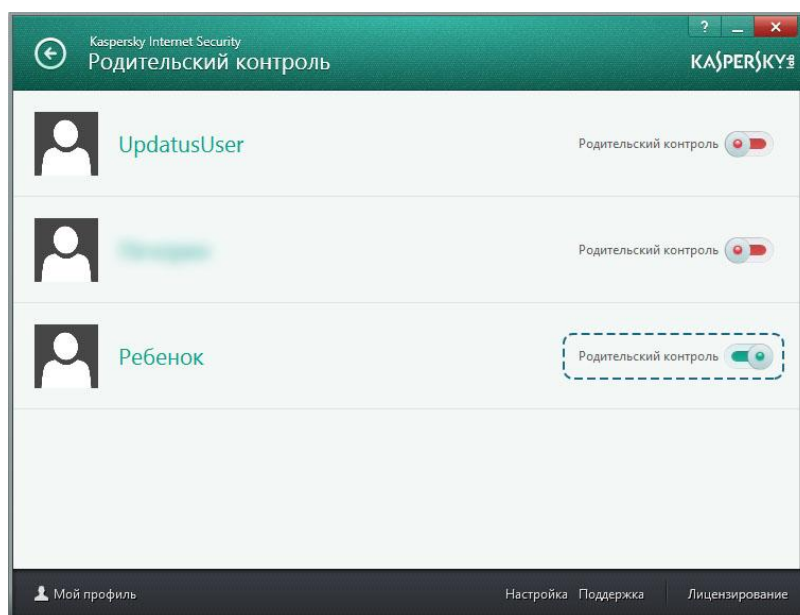 ?
Kaspersky Internet Security
Родительский контроль
KASPERSKY
UpdatusUser
Родительский контроль
Родительский контроль
Ребенок
Родительский контроль
Мой профиль
Настройка Поддержка Лицензирование